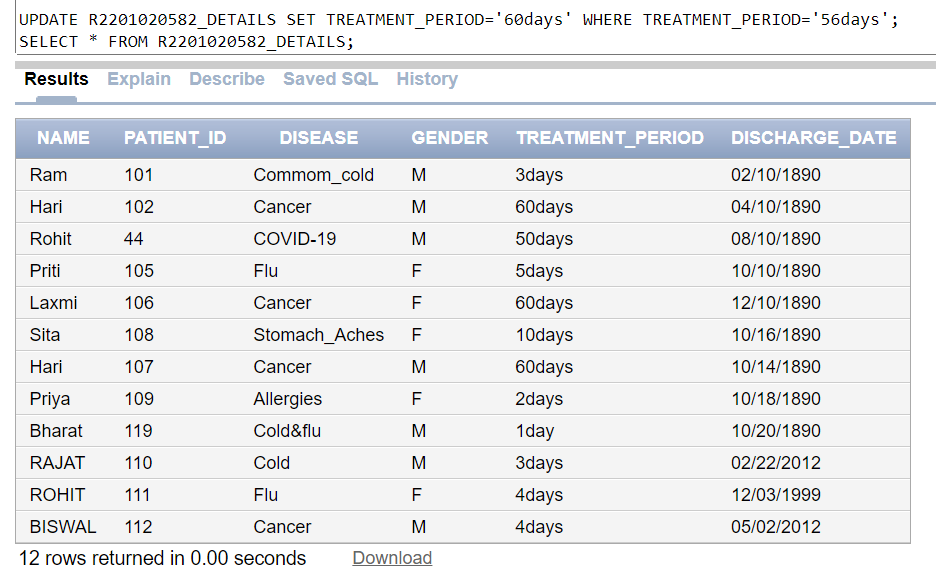 UPDATE R2201020582_DETAILS SET TREATMENT_PERIOD='60days' WHERE TREATMENT_PERIOD='56days';
SELECT * FROM R2201020582_DETAILS;
Results Explain Describe Saved SQL History
NAME PATIENT_ID DISEASE GENDER TREATMENT_PERIOD DISCHARGE_DATE
Ram 101 Commom_cold M 3days 02/10/1890
Hari 102 Cancer M 60days 04/10/1890
Rohit 44 COVID-19 M 50days 08/10/1890
Priti 105 Flu F 5days 10/10/1890
Laxmi 106 Cancer F 60days 12/10/1890
Sita 108 Stomach_Aches F 10days 10/16/1890
Hari 107 Cancer M 60days 10/14/1890
Priya 109 Allergies F 2days 10/18/1890
Bharat 119 Cold&flu M 1day 10/20/1890
RAJAT 110 Cold M 3days 02/22/2012
ROHIT 111 Flu F 4days 12/03/1999
BISWAL 112 Cancer M 4days 05/02/2012
12 rows returned in 0.00 seconds Download